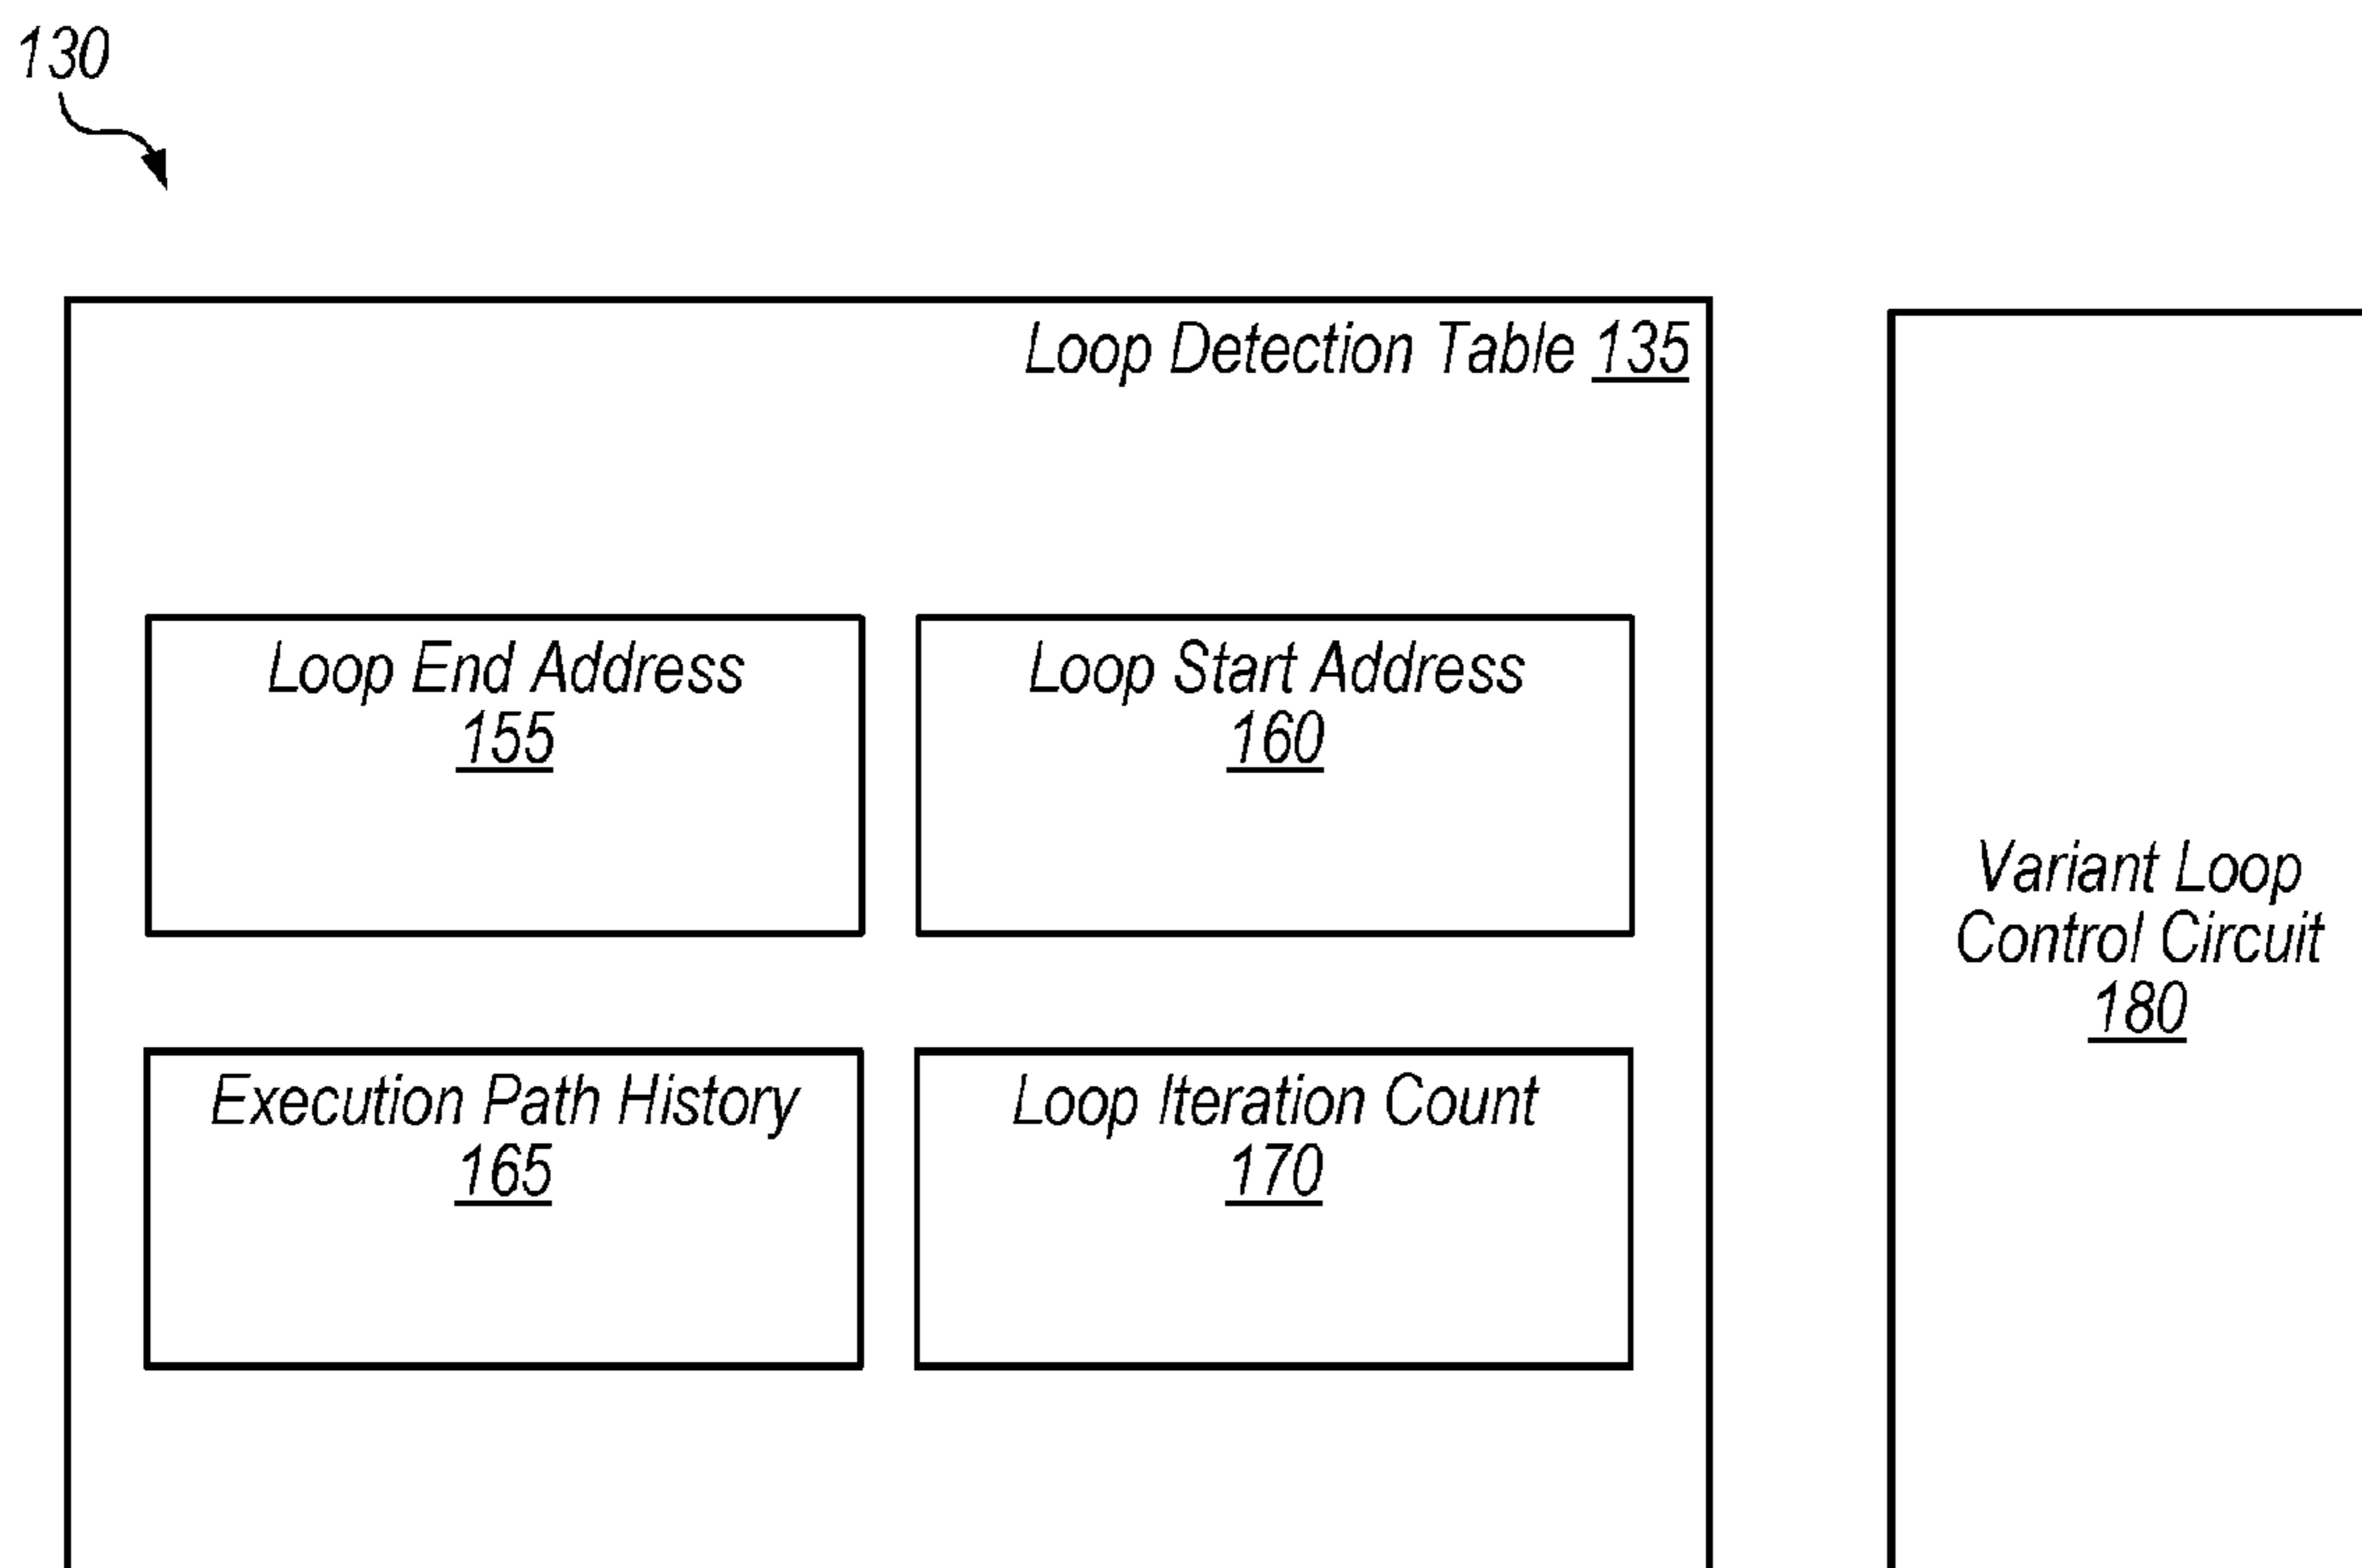 130
Loop Detection Table 135
Loop End Address
155
Loop Start Address
160
Variant Loop
Control Circuit
180
Execution Path History
165
Loop Iteration Count
170